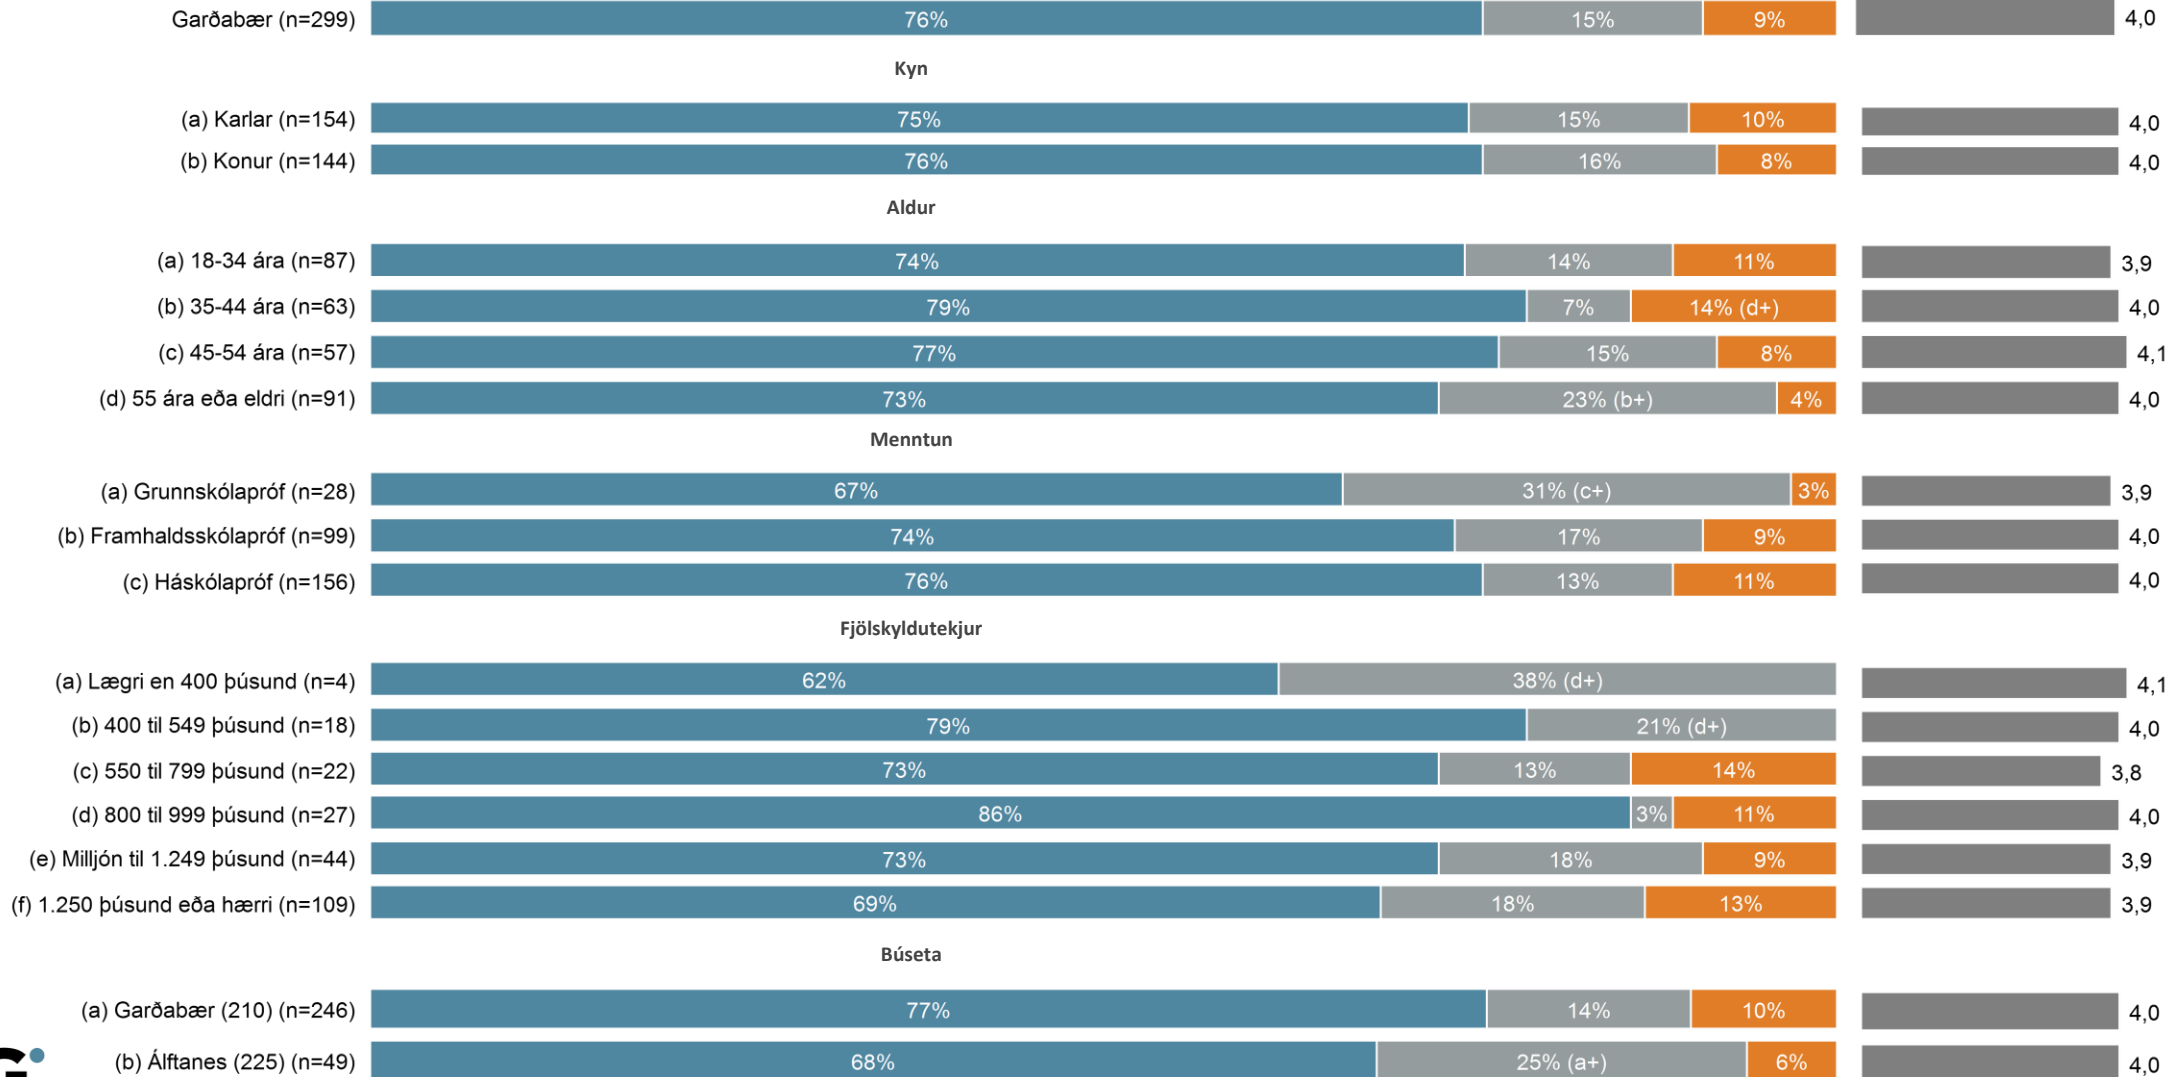 Garðabær (n=299) 76% 15% 9% 4,0
Kyn
(a) Karlar (n=154) 75% 15% 10% 4,0
(b) Konur (n=144) 76% 16% 8% 4,0
Aldur
(a) 18-34 ára (n=87) 74% 14% 11% 3,9
(b) 35-44 ára (n=63) 79% 7% 14% (d+) 4,0
(c) 45-54 ára (n=57) 77% 15% 8% 4,1
(d) 55 ára eða eldri (n=91) 73% 23% (b+) 4% 4,0
Menntun
(a) Grunnskólapróf (n=28) 67% 31% (c+) 3% 3,9
(b) Framhaldsskólapróf (n=99) 74% 17% 9% 4,0
(c) Háskólapróf (n=156) 76% 13% 11% 4,0
Fjölskyldutekjur
(a) Lægri en 400 þúsund (n=4) 62% 38% (d+) 4,1
(b) 400 til 549 þúsund (n=18) 79% 21% (d+) 4,0
(c) 550 til 799 þúsund (n=22) 73% 13% 14% 3,8
(d) 800 til 999 þúsund (n=27) 86% 3% 11% 4,0
(e) Milljón til 1.249 þúsund (n=44) 73% 18% 9% 3,9
(f) 1.250 þúsund eða hærri (n=109) 69% 18% 13% 3,9
Búseta
(a) Garðabær (210) (n=246) 77% 14% 10% 4,0
(b) Álftanes (225) (n=49) 68% 25% (a+) 6% 4,0